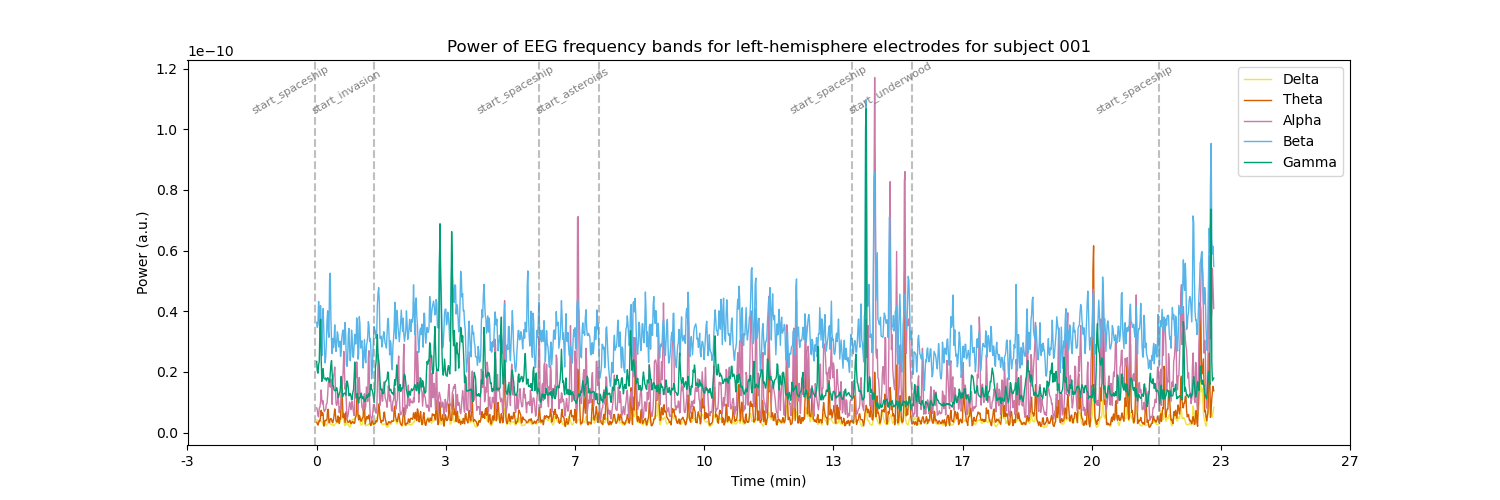 Power of EEG frequency bands for left-hemisphere electrodes for subject 001
1e−10
1.2
1.0
0.8
0.6
0.4
0.2
0.0
Power (a.u.)
start_spaceship
start_invasion
start_spaceship
start_asteroids
start_spaceship
start_underwood
start_spaceship
Delta
Theta
Alpha
Beta
Gamma
-3 0 3 7 10 13 17 20 23 27
Time (min)